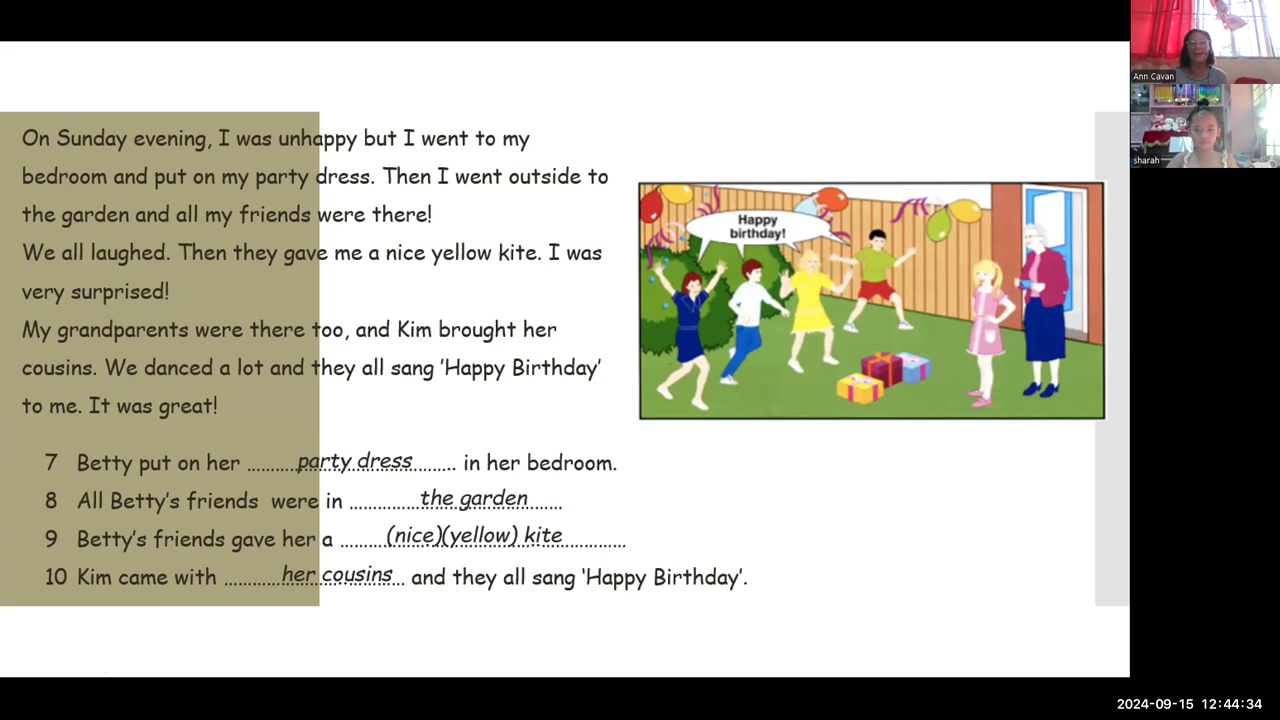 On Sunday evening, I was unhappy but I went to my
bedroom and put on my party dress. Then I went outside to
the garden and all my friends were there!
We all laughed. Then they gave me a nice yellow kite. I was
very surprised!
My grandparents were there too, and Kim brought her
cousins. We danced a lot and they all sang 'Happy Birthday'
to me. It was great!
Happy
birthday!
7 Betty put on her ..........party dress.......... in her bedroom.
8 All Betty's friends were in ..........the garden..........
9 Betty's friends gave her a ..........(nice)(yellow) kite..........
10 Kim came with ..........her cousins.......... and they all sang 'Happy Birthday'.
Ann Cavan
sharah
2024-09-15 12:44:34